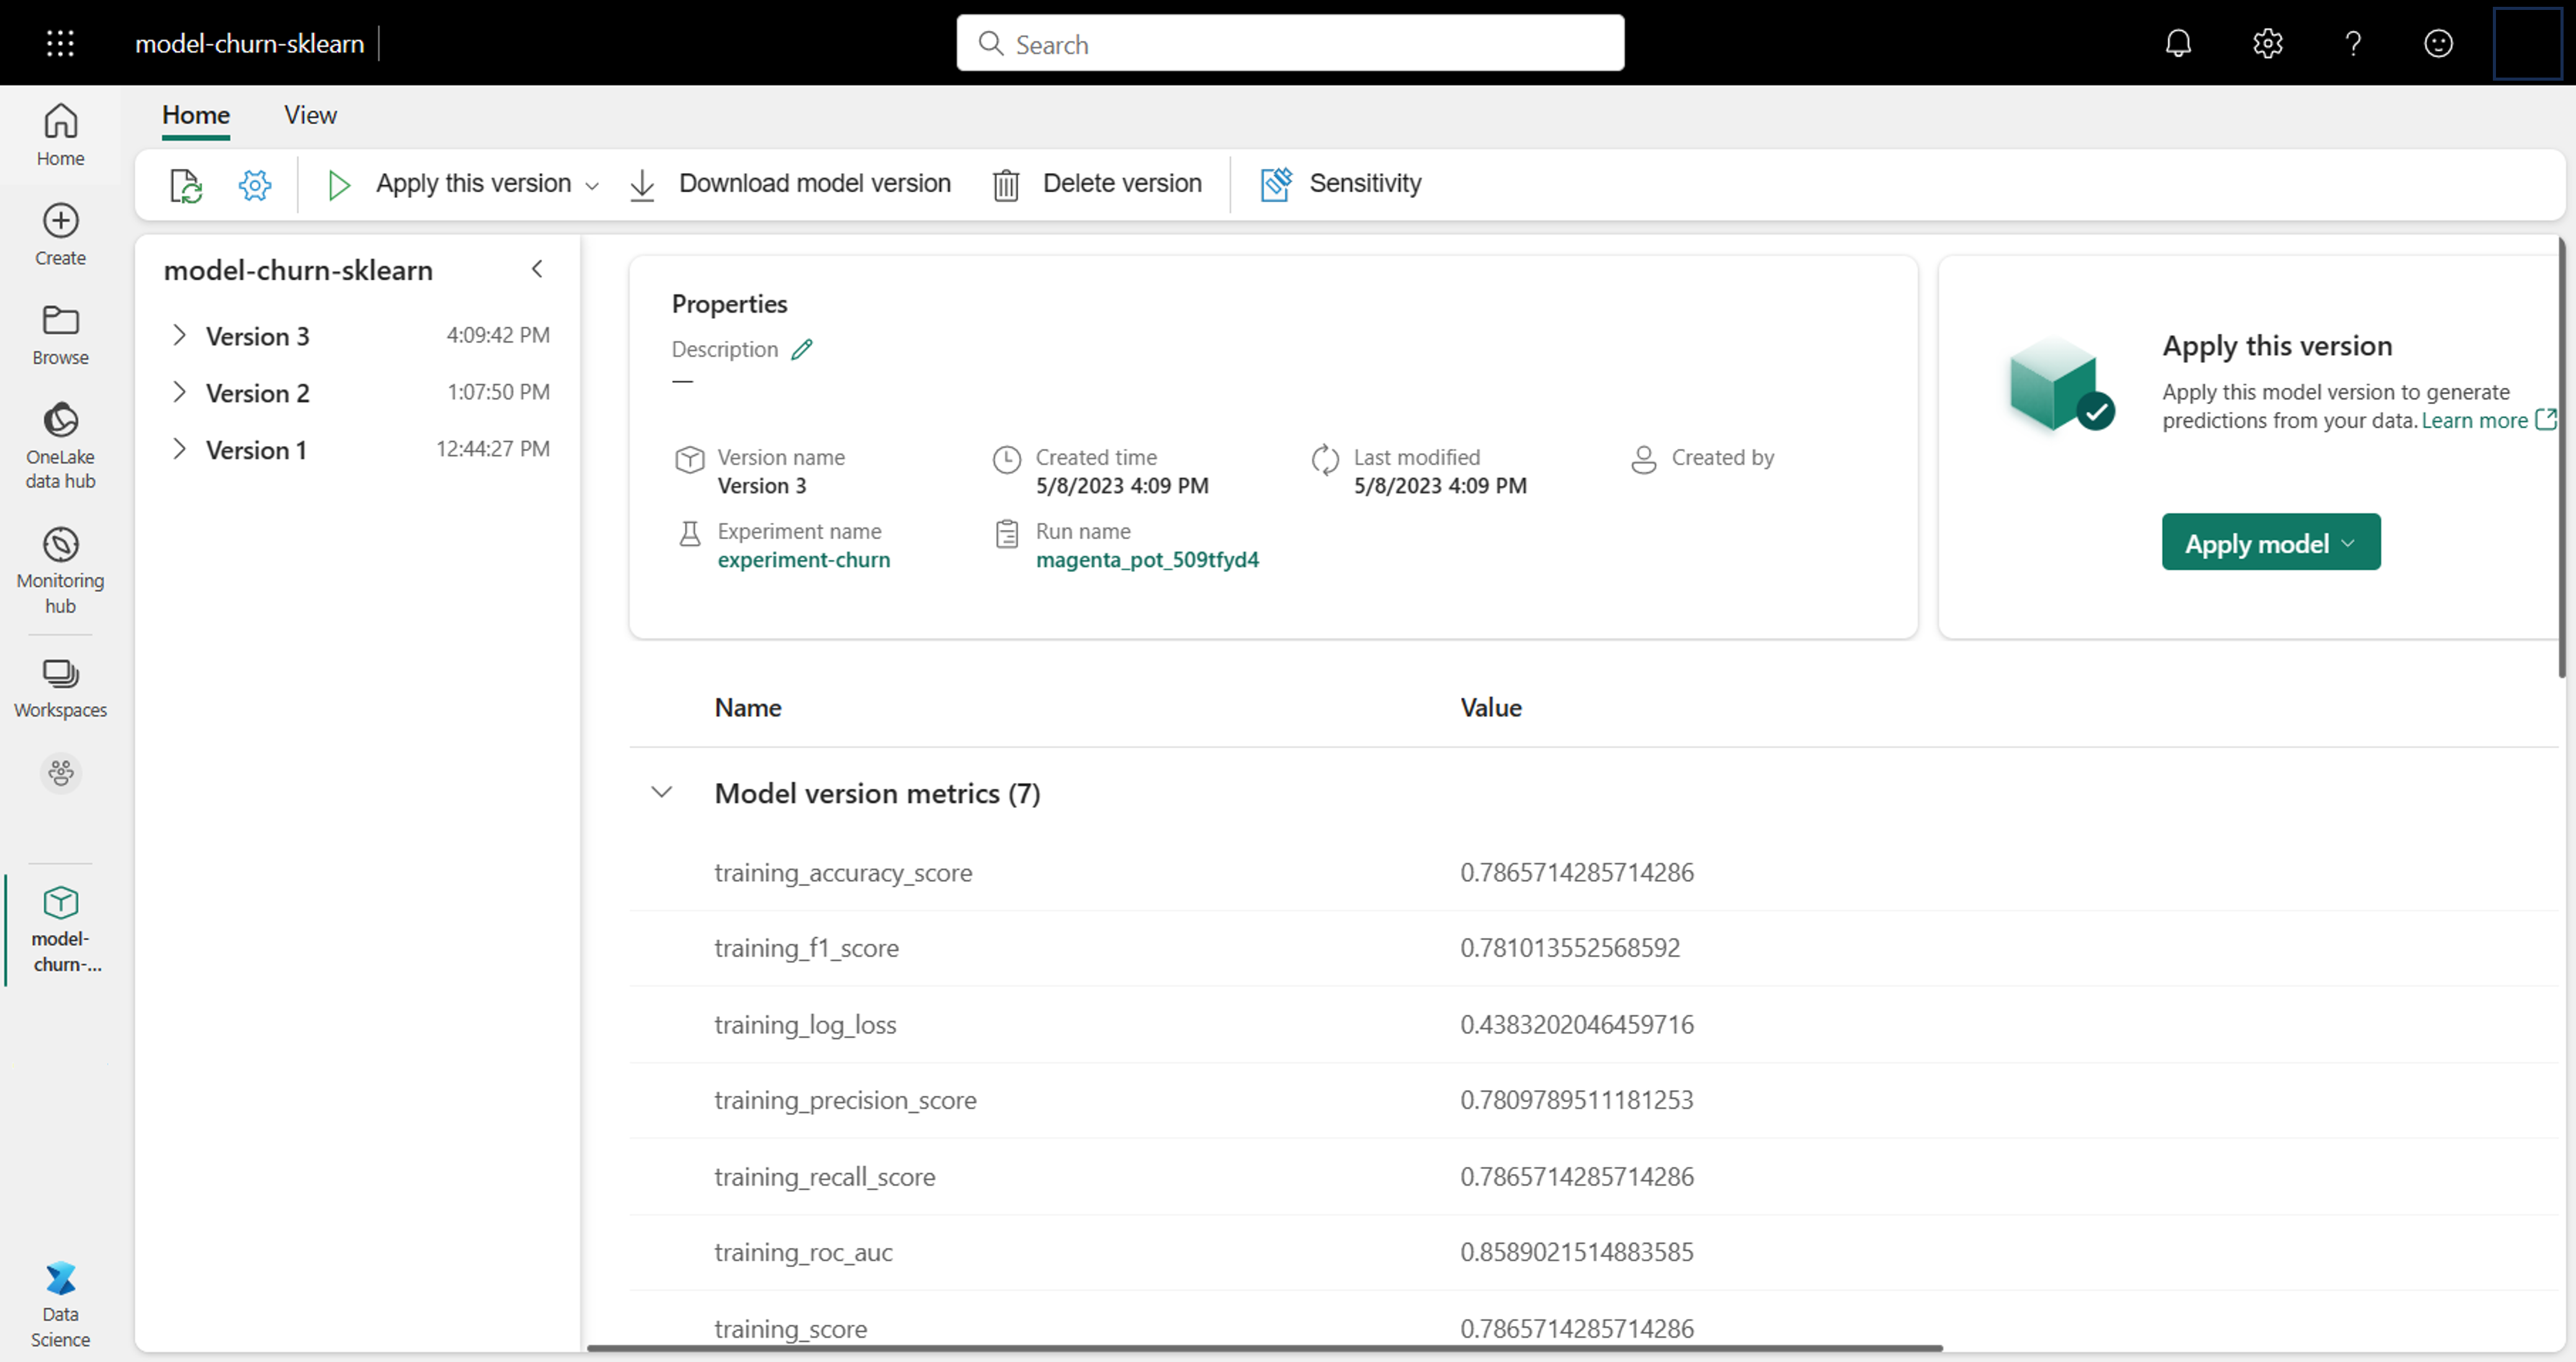 model-churn-sklearn
Search
Home
Create
Browse
OneLake
data hub
Monitoring
hub
Workspaces
model-
churn-...
Data
Science
Home View
Apply this version Download model version Delete version Sensitivity
model-churn-sklearn
Version 3 4:09:42 PM
Version 2 1:07:50 PM
Version 1 12:44:27 PM
Properties
Description
—
Version name Created time Last modified Created by
Version 3 5/8/2023 4:09 PM 5/8/2023 4:09 PM
Experiment name Run name
experiment-churn magenta_pot_509tfyd4
Apply this version
Apply this model version to generate
predictions from your data. Learn more
Apply model
Name Value
Model version metrics (7)
training_accuracy_score 0.7865714285714286
training_f1_score 0.781013552568592
training_log_loss 0.4383202046459716
training_precision_score 0.7809789511181253
training_recall_score 0.7865714285714286
training_roc_auc 0.8589021514883585
training_score 0.7865714285714286